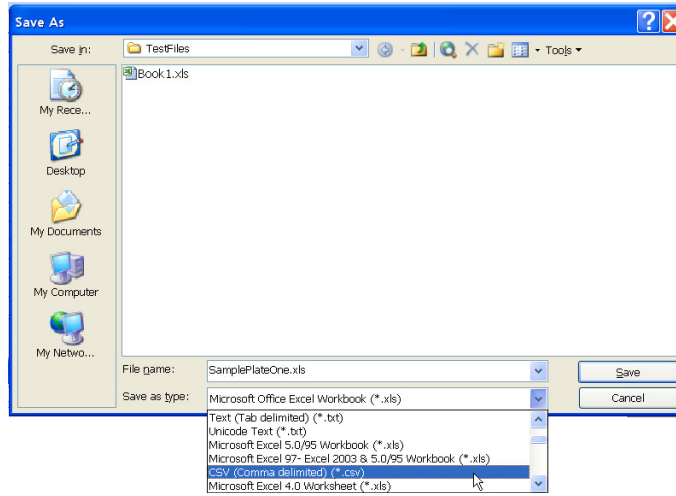 Save As
Save in:
TestFiles
Tools
Book1.xls
My Rece...
Desktop
My Documents
My Computer
My Netwo...
File name:
SamplePlateOne.xls
Save
Save as type:
Microsoft Office Excel Workbook (*.xls)
Cancel
Text (Tab delimited) (*.txt)
Unicode Text (*.txt)
Microsoft Excel 5.0/95 Workbook (*.xls)
Microsoft Excel 97- Excel 2003 & 5.0/95 Workbook (*.xls)
CSV (Comma delimited) (*.csv)
Microsoft Excel 4.0 Worksheet (*.xls)